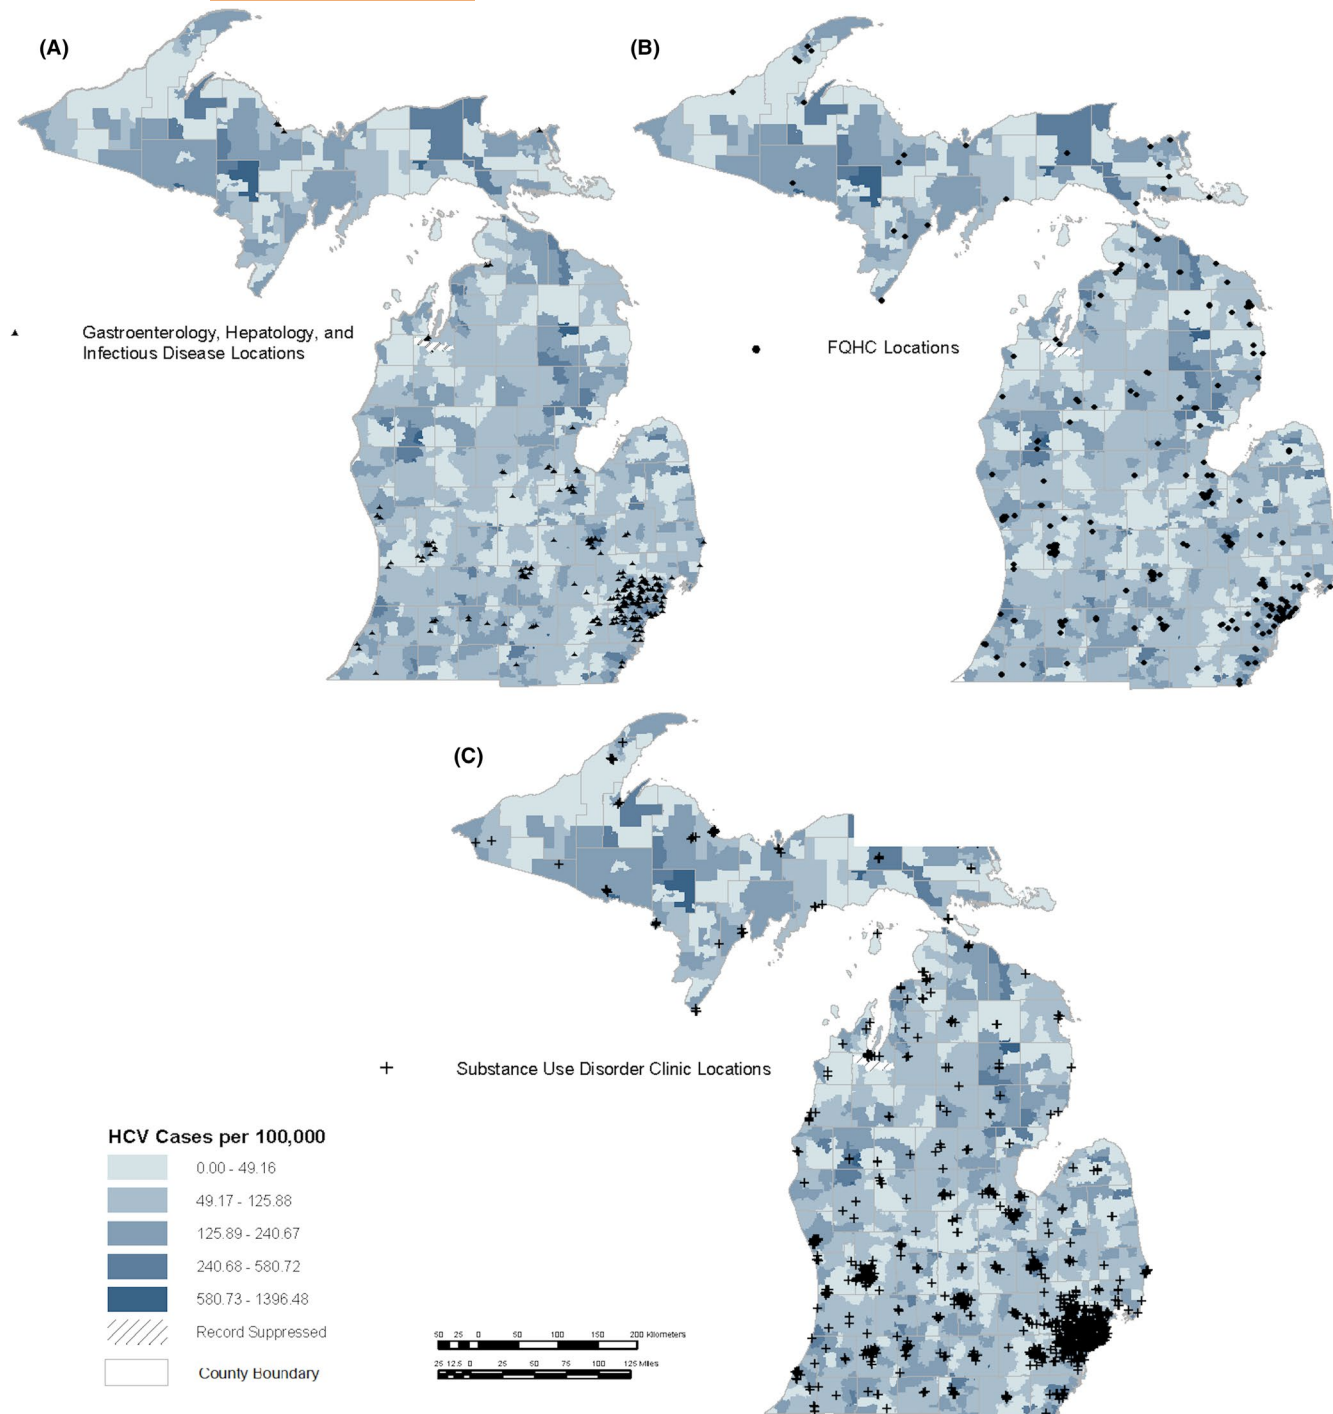 (A)
(B)
Gastroenterology, Hepatology, and
Infectious Disease Locations
FQHC Locations
(C)
Substance Use Disorder Clinic Locations
HCV Cases per 100,000
0.00 - 49.16
49.17 - 125.88
125.89 - 240.67
240.68 - 580.72
580.73 - 1396.48
Record Suppressed
County Boundary
50 25 0 50 100 150 200 Kilometers
25 12.5 0 25 50 75 100 125 Miles